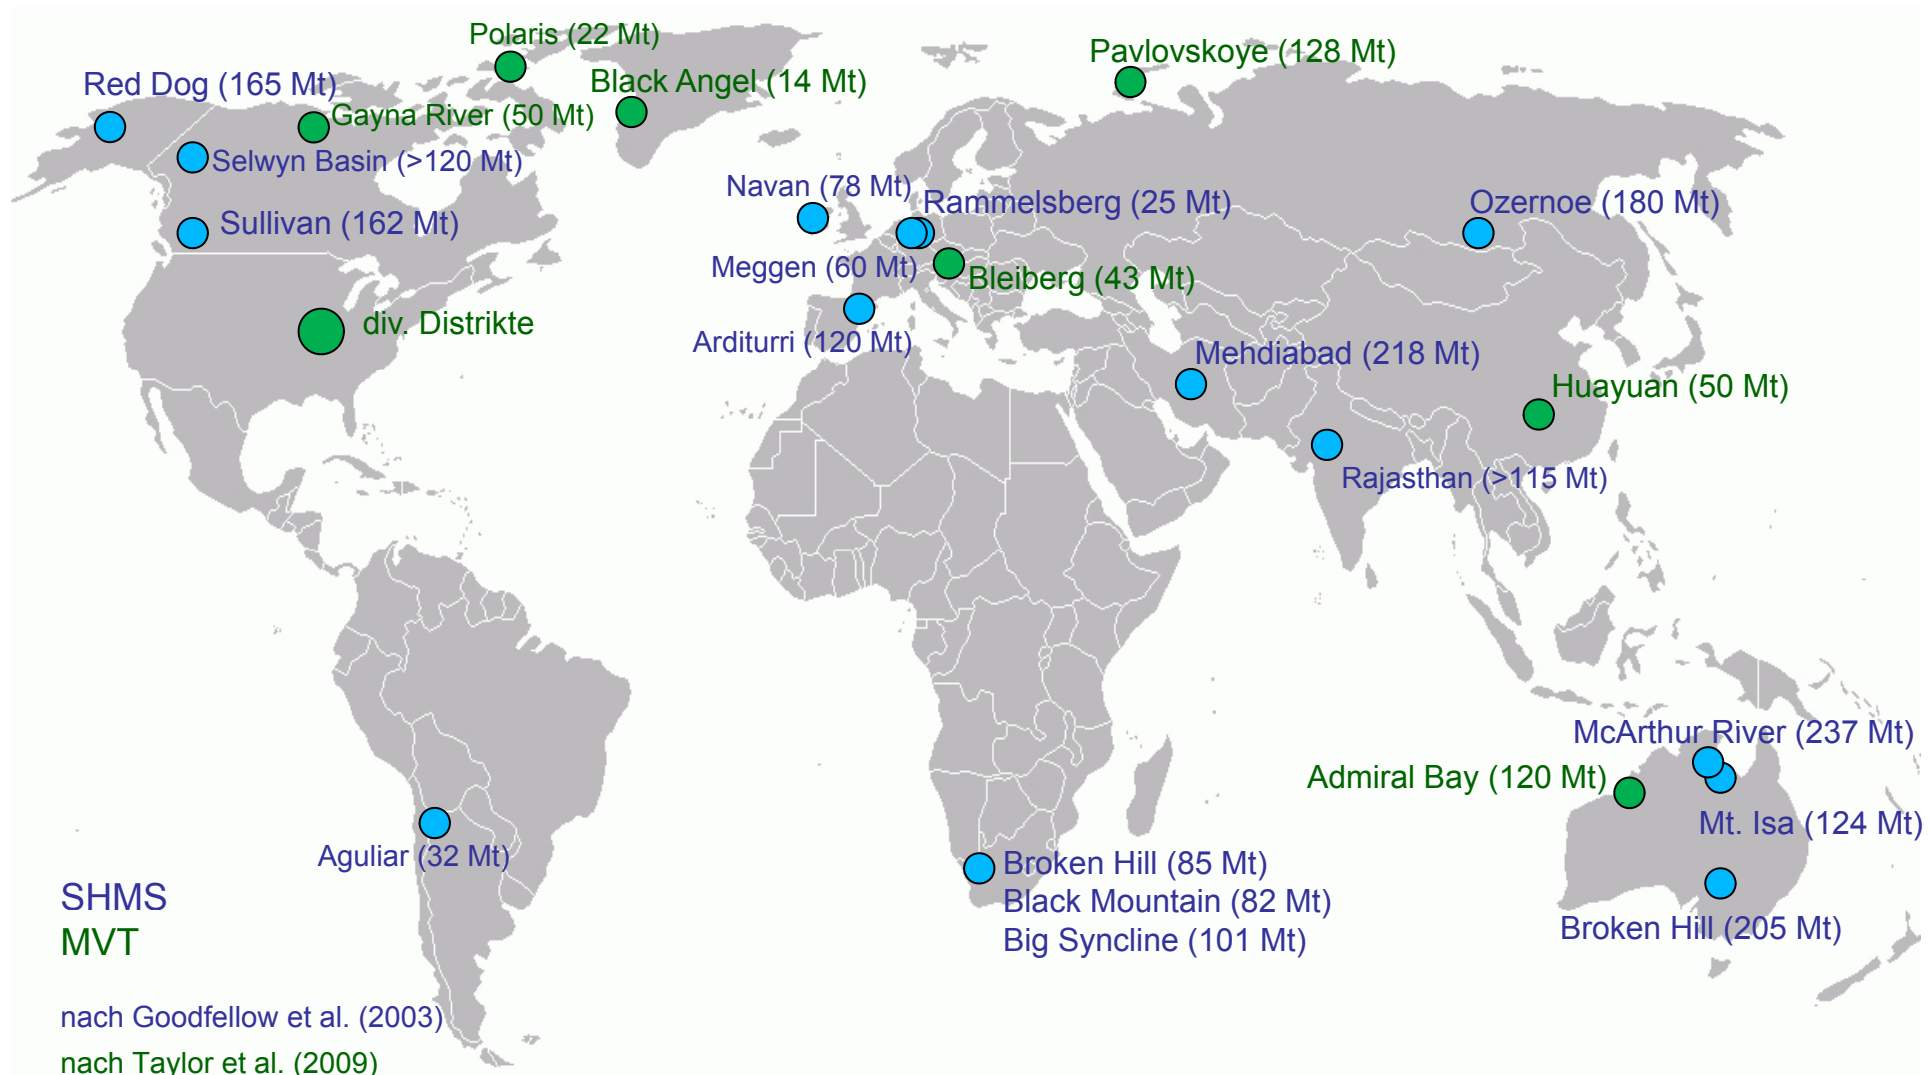 Polaris (22 Mt)
Pavlovskoye (128 Mt)
Red Dog (165 Mt)
Black Angel (14 Mt)
Gayna River (50 Mt)
Selwyn Basin (>120 Mt)
Navan (78 Mt)
Rammelsberg (25 Mt)
Ozernoe (180 Mt)
Sullivan (162 Mt)
Meggen (60 Mt)
Bleiberg (43 Mt)
div. Distrikte
Arditurri (120 Mt)
Mehdiabad (218 Mt)
Huayuan (50 Mt)
Rajasthan (>115 Mt)
McArthur River (237 Mt)
Admiral Bay (120 Mt)
Mt. Isa (124 Mt)
Aguliar (32 Mt)
Broken Hill (85 Mt)
Black Mountain (82 Mt)
Big Syncline (101 Mt)
Broken Hill (205 Mt)
SHMS
MVT
nach Goodfellow et al. (2003)
nach Taylor et al. (2009)